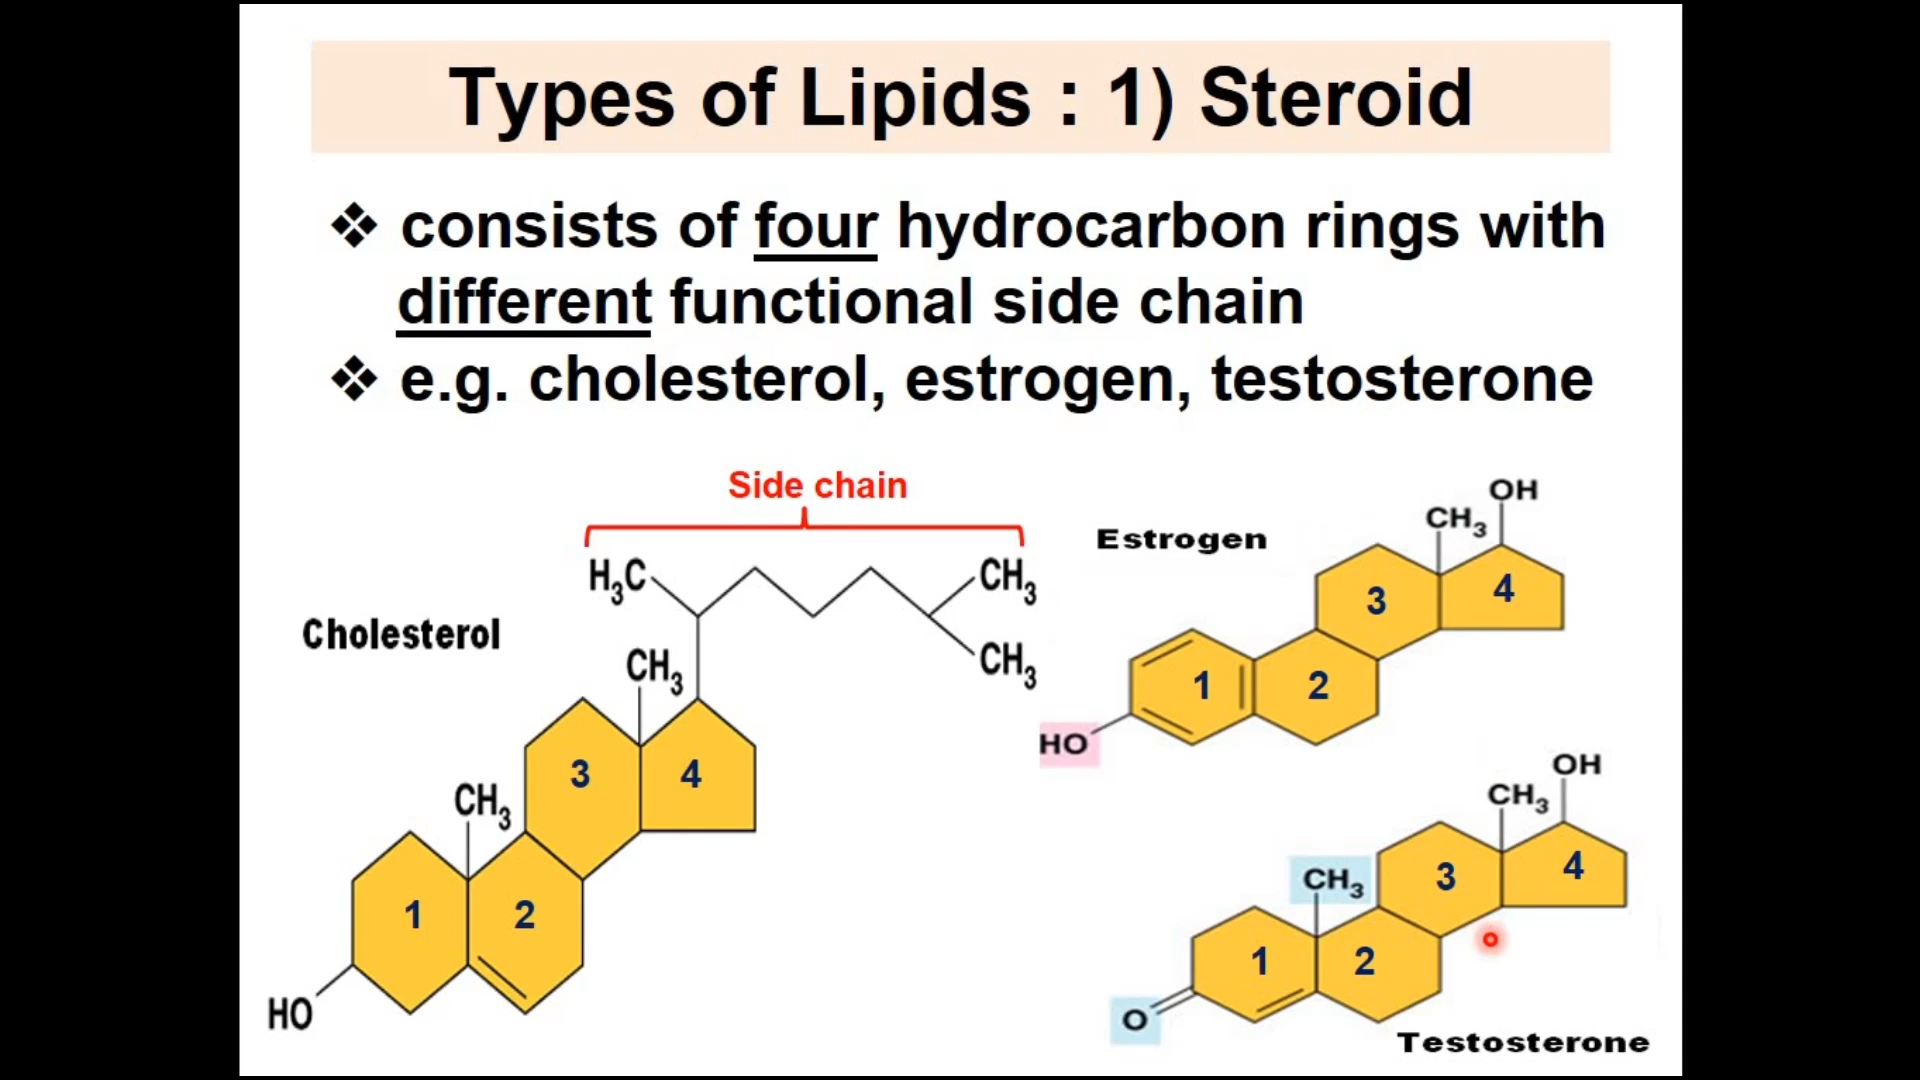 Types of Lipids : 1) Steroid
❖ consists of four hydrocarbon rings with
different functional side chain
❖ e.g. cholesterol, estrogen, testosterone
Side chain
H₃C
CH₃
CH₃
Cholesterol
CH₃
CH₃
3
4
1
2
HO
Estrogen
OH
CH₃
3
4
1
2
HO
OH
CH₃
CH₃
3
4
1
2
O
Testosterone